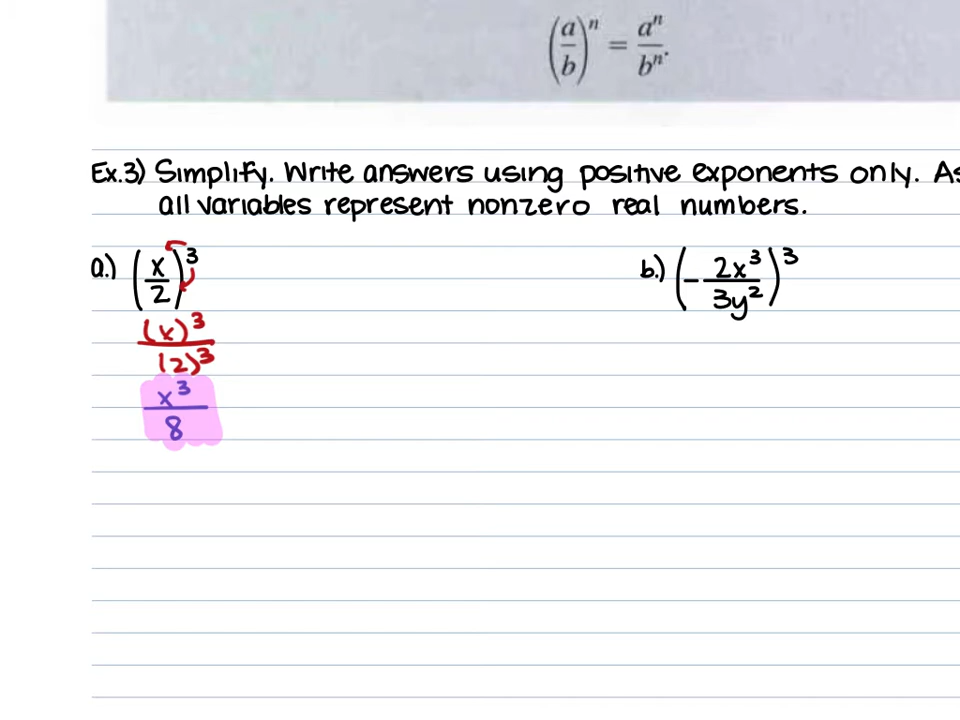 (a/b)^n = a^n/b^n.
Ex.3) Simplify. Write answers using positive exponents only.
all variables represent nonzero real numbers.
a.) (x/2)^3
b.) (- 2x^3/3y^2)^3
(x)^3/(2)^3
x^3/8